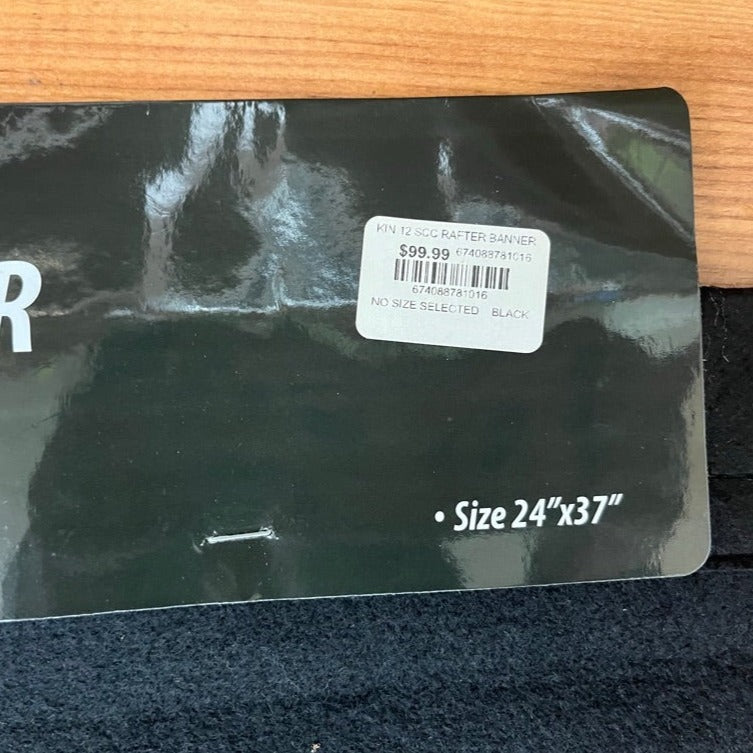 KIN 12 SCC RAFTER BANNER
$99.99 674088781016
674088781016
NO SIZE SELECTED BLACK
R
• Size 24”x37”